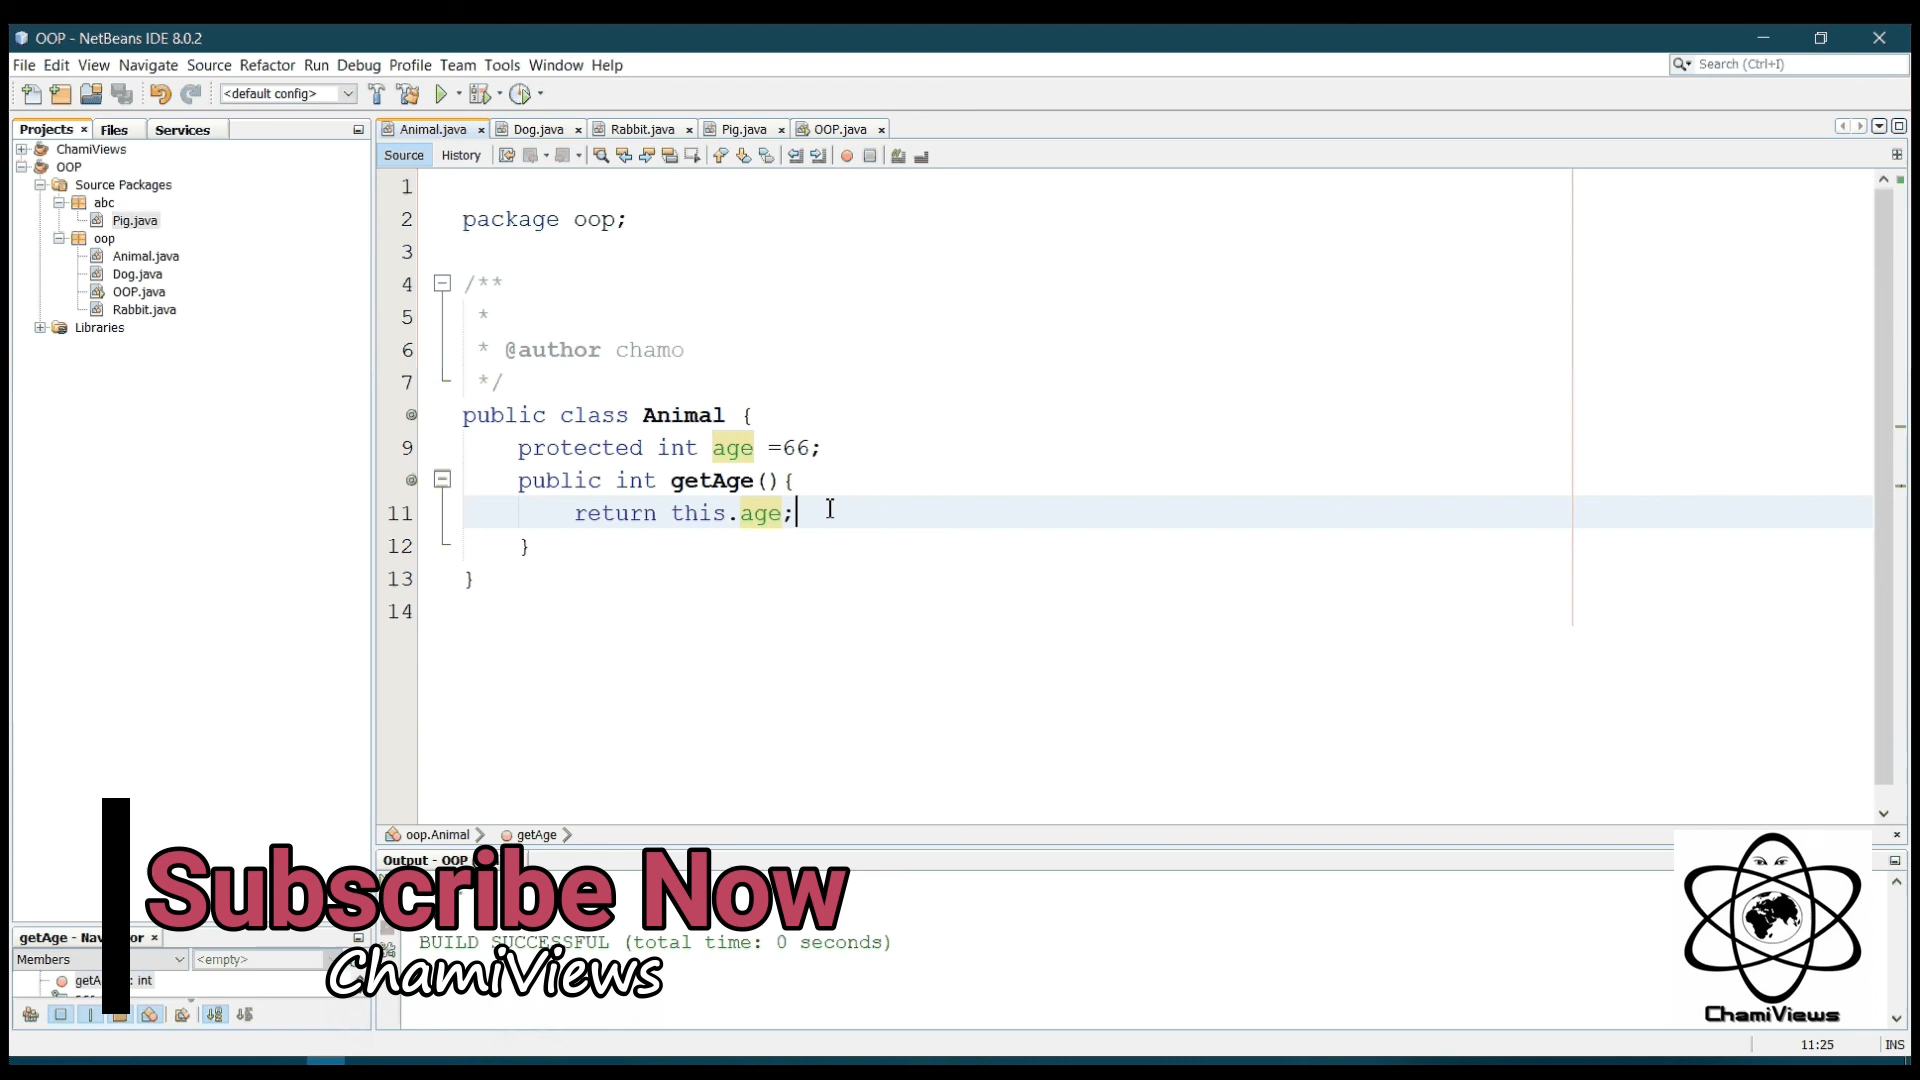 OOP - NetBeans IDE 8.0.2
File Edit View Navigate Source Refactor Run Debug Profile Team Tools Window Help
Search (Ctrl+I)
<default config>
Projects Files Services
Animal.java Dog.java Rabbit.java Pig.java OOP.java
Source History
ChamiViews
OOP
Source Packages
abc
Pig.java
oop
Animal.java
Dog.java
OOP.java
Rabbit.java
Libraries
1
2 package oop;
3
4 /**
5 *
6 * @author chamo
7 */
public class Animal {
9 protected int age =66;
public int getAge(){
11 return this.age;
12 }
13 }
14
oop.Animal getAge
Output - OOP
Subscribe Now
BUILD SUCCESSFUL (total time: 0 seconds)
ChamiViews
getAge - Nav
Members <empty>
: int
ChamiViews
11:25 INS